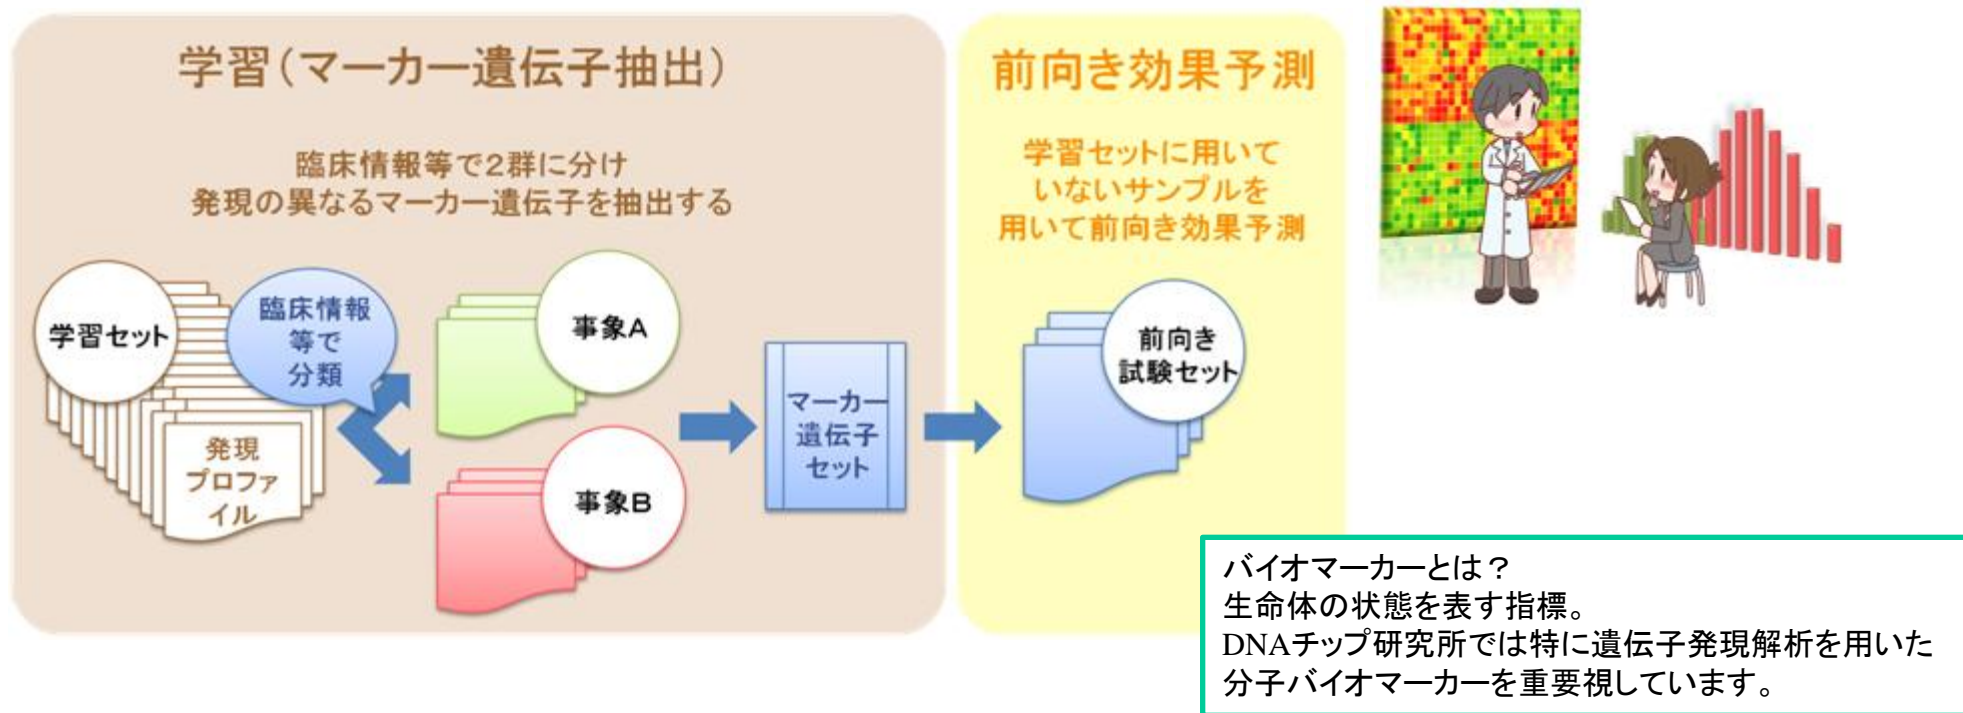 学習（マーカー遺伝子抽出）
臨床情報等で２群に分け
発現の異なるマーカー遺伝子を抽出する
学習セット
臨床情報
等で
分類
発現
プロファ
イル
事象Ａ
事象Ｂ
マーカー
遺伝子
セット
前向き効果予測
学習セットに用いて
いないサンプルを
用いて前向き効果予測
前向き
試験セット
バイオマーカーとは？
生命体の状態を表す指標。
DNAチップ研究所では特に遺伝子発現解析を用いた
分子バイオマーカーを重要視しています。